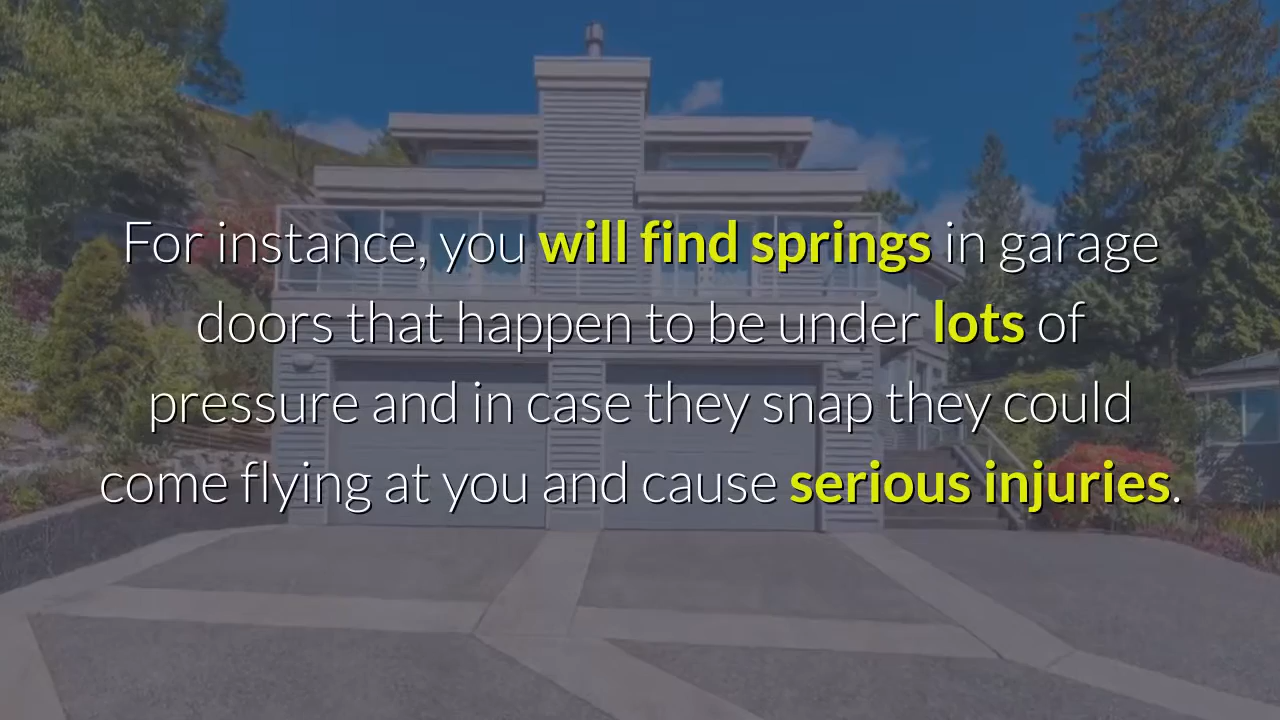 For instance, you will find springs in garage
doors that happen to be under lots of
pressure and in case they snap they could
come flying at you and cause serious injuries.